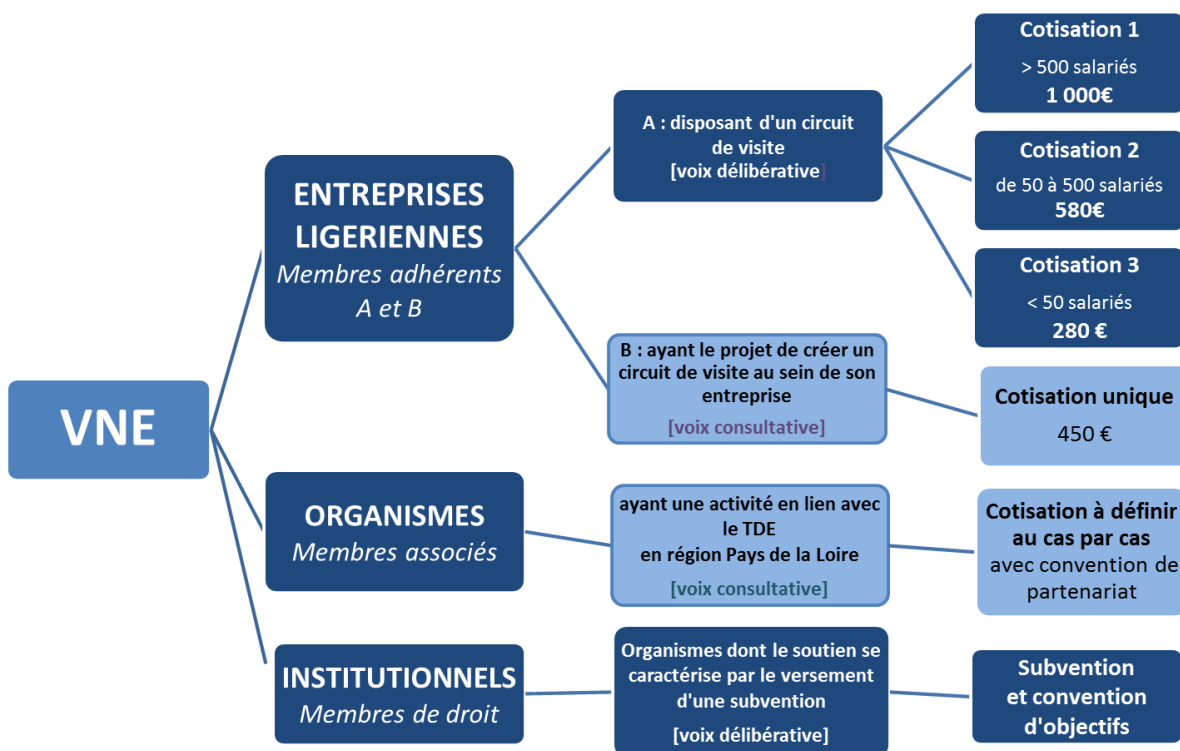 VNE
ENTREPRISES
LIGERIENNES
Membres adhérents
A et B
A : disposant d'un circuit
de visite
[voix délibérative]
Cotisation 1
> 500 salariés
1 000€
Cotisation 2
de 50 à 500 salariés
580€
Cotisation 3
< 50 salariés
280 €
B : ayant le projet de créer un
circuit de visite au sein de son
entreprise
[voix consultative]
Cotisation unique
450 €
ORGANISMES
Membres associés
ayant une activité en lien avec
le TDE
en région Pays de la Loire
[voix consultative]
Cotisation à définir
au cas par cas
avec convention de
partenariat
INSTITUTIONNELS
Membres de droit
Organismes dont le soutien se
caractérise par le versement
d'une subvention
[voix délibérative]
Subvention
et convention
d'objectifs